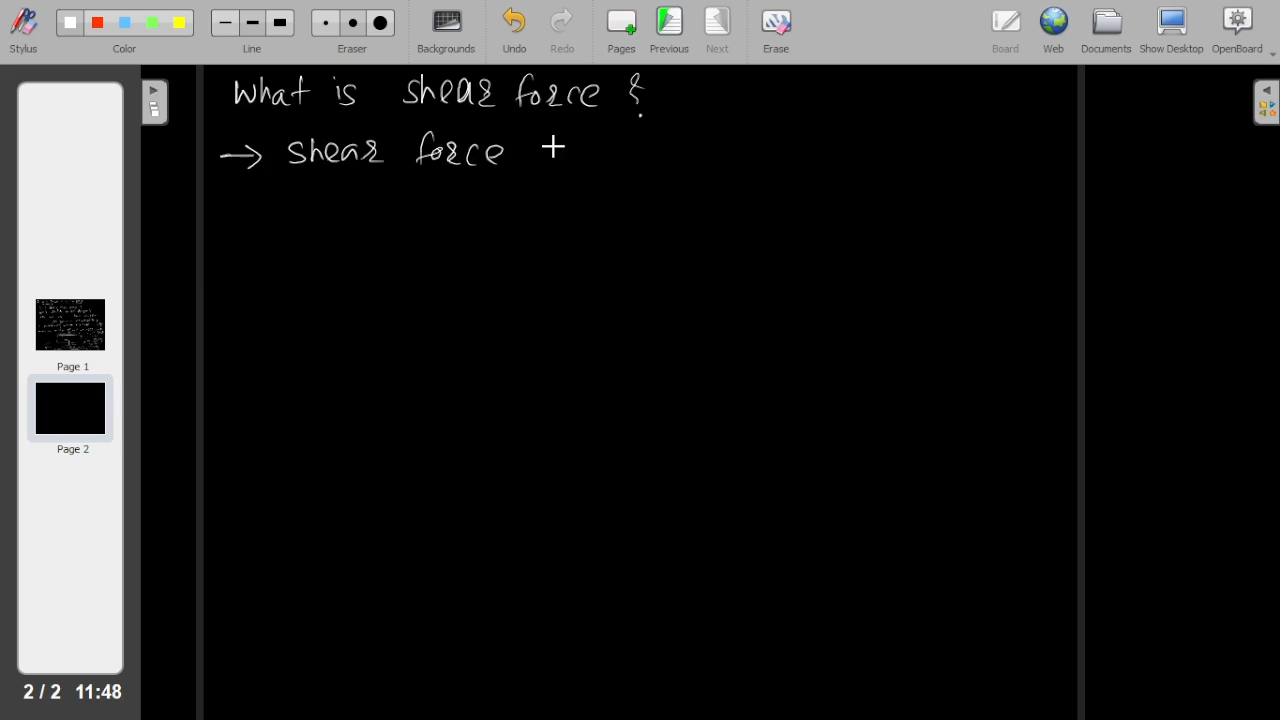 Stylus
Color
Line
Eraser
Backgrounds
Undo
Redo
Pages
Previous
Next
Erase
Board
Web
Documents
Show Desktop
OpenBoard
What is shear force ?
→ shear force
Page 1
Page 2
2 / 2 11:48